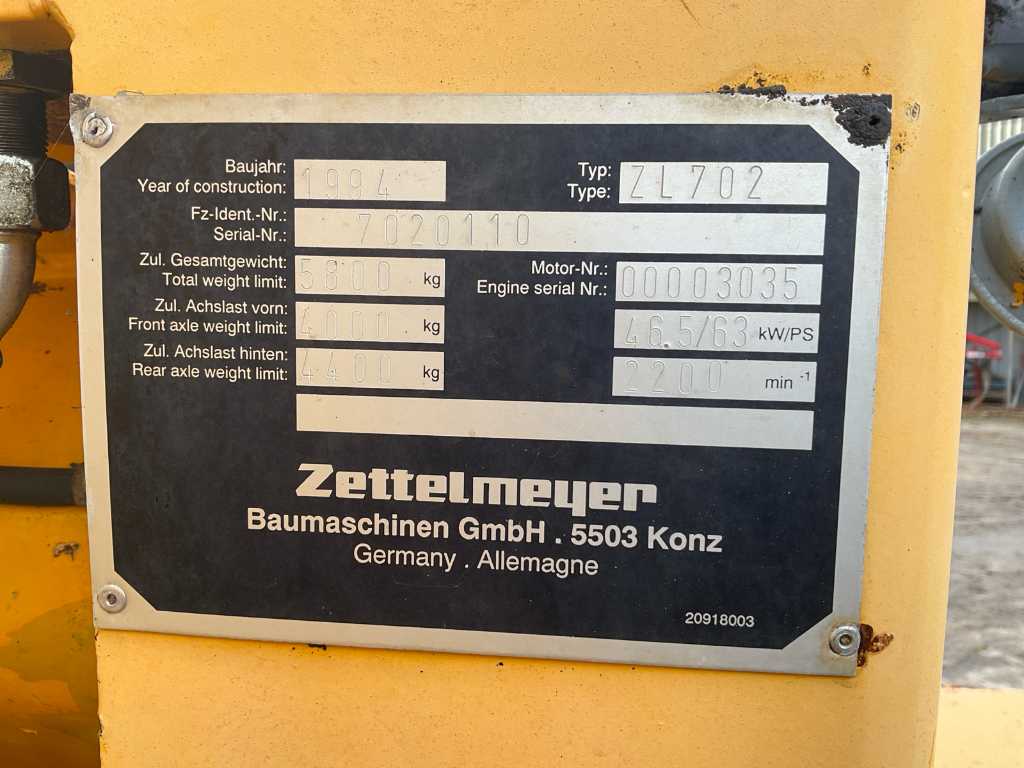 Baujahr: Year of construction: 1994 Typ: Type: ZL702
Fz-Ident.-Nr.: Serial-Nr.: 7020110 0
Zul. Gesamtgewicht: Total weight limit: 5800 kg Motor-Nr.: Engine serial Nr.: 00003035
Zul. Achslast vorn: Front axle weight limit: 4000 kg 46.5/63 kW/PS
Zul. Achslast hinten: Rear axle weight limit: 4400 kg 2200 min -1
Zettelmeyer
Baumaschinen GmbH . 5503 Konz
Germany . Allemagne
20918003